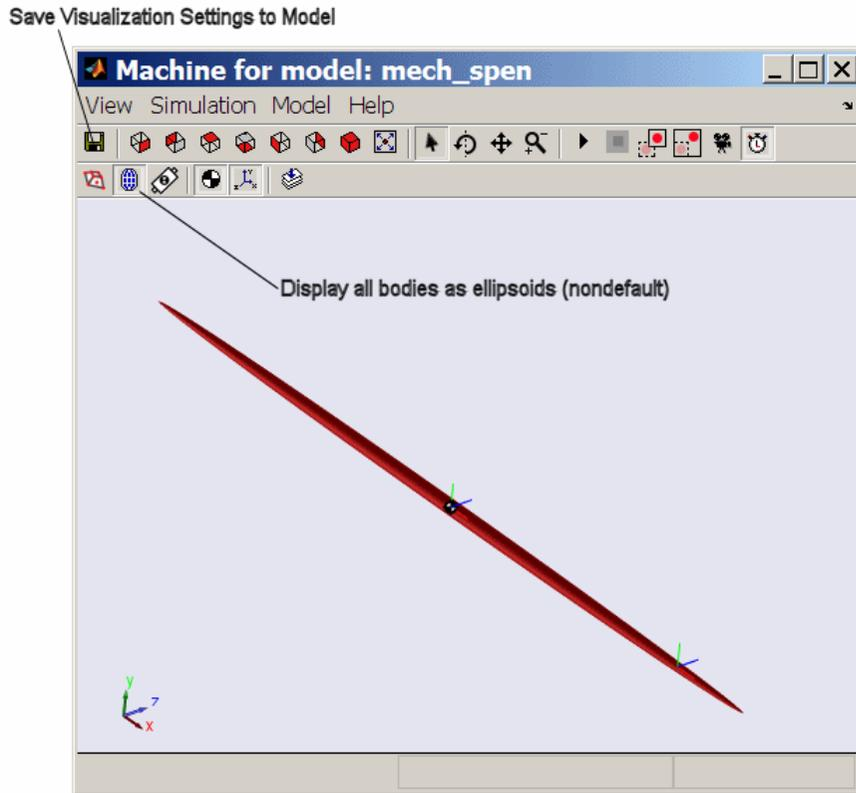 Save Visualization Settings to Model
Machine for model: mech_spen
View Simulation Model Help
Display all bodies as ellipsoids (nondefault)
y
z
x